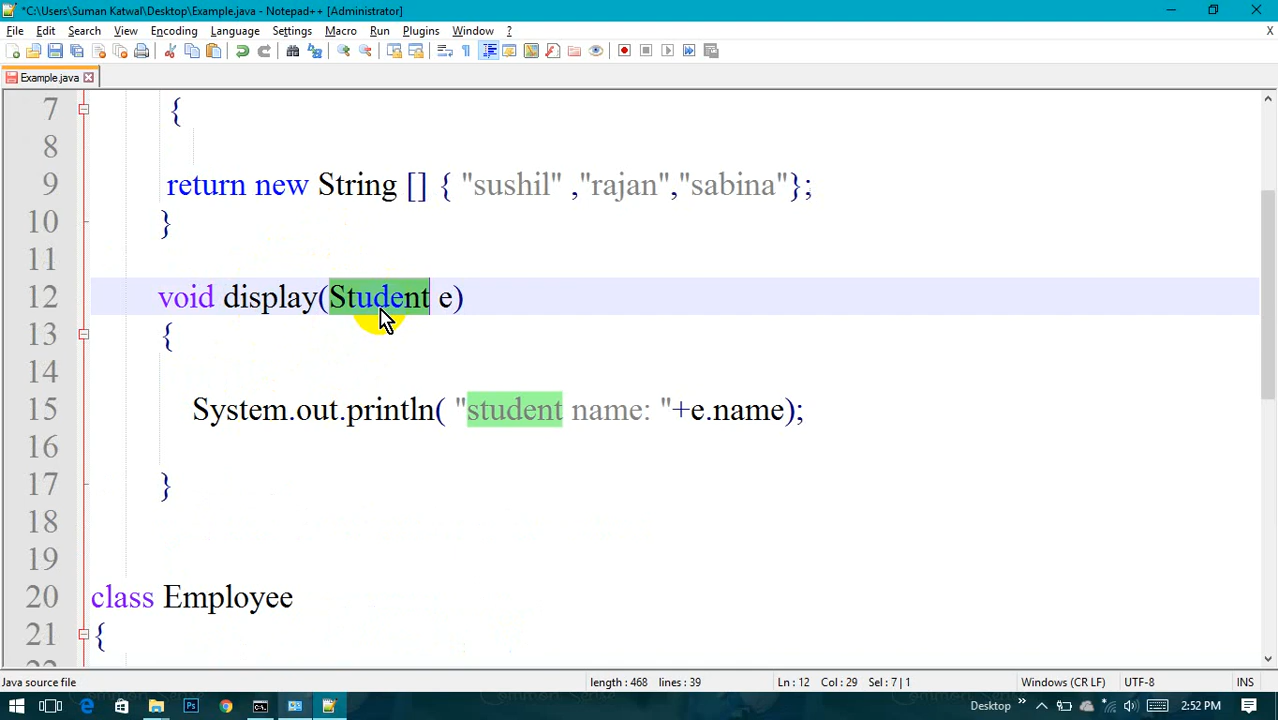 *C:\Users\Suman Katwal\Desktop\Example.java - Notepad++ [Administrator]
File Edit Search View Encoding Language Settings Macro Run Plugins Window ? X
Example.java
7 {
8
9 return new String [] { "sushil" ,"rajan","sabina"};
10 }
11
12 void display(Student e)
13 {
14
15 System.out.println( "student name: "+e.name);
16
17 }
18
19
20 class Employee
21 {
Java source file length : 468 lines : 39 Ln : 12 Col : 29 Sel : 7 | 1 Windows (CR LF) UTF-8 INS
Desktop 2:52 PM